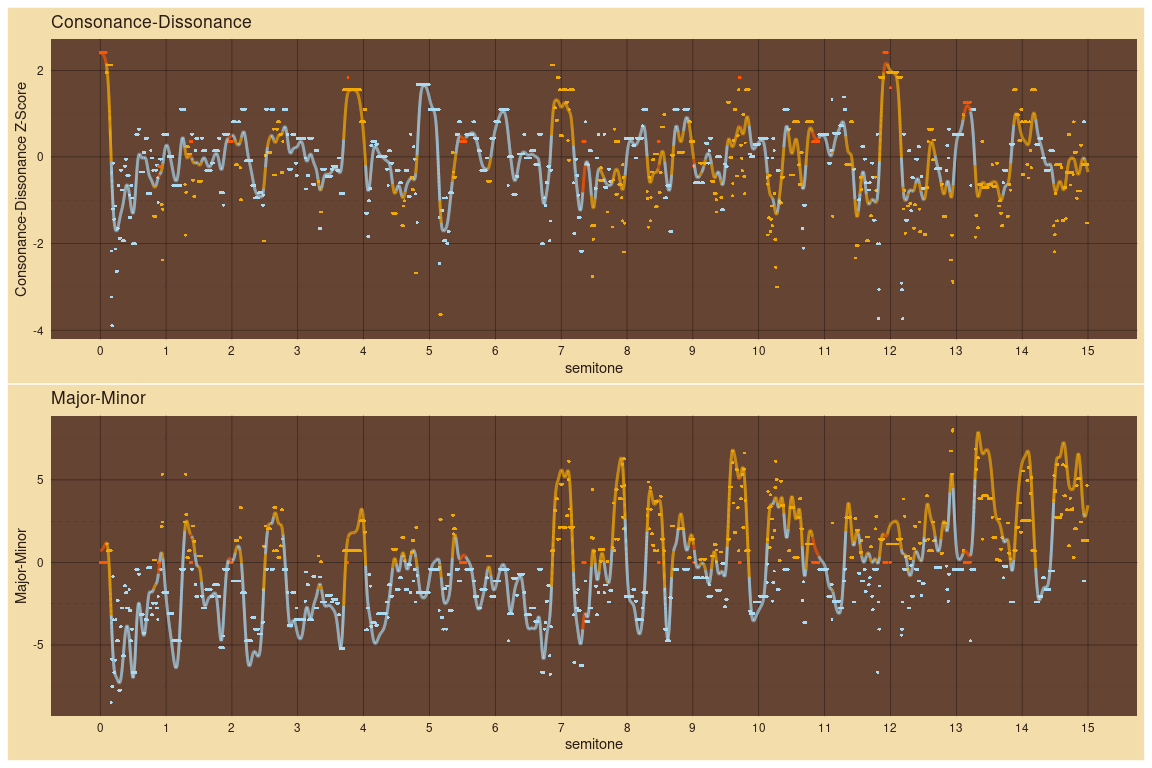 Consonance-Dissonance
Consonance-Dissonance Z-Score
2
0
-2
-4
0 1 2 3 4 5 6 7 8 9 10 11 12 13 14 15
semitone
Major-Minor
Major-Minor
5
0
-5
0 1 2 3 4 5 6 7 8 9 10 11 12 13 14 15
semitone